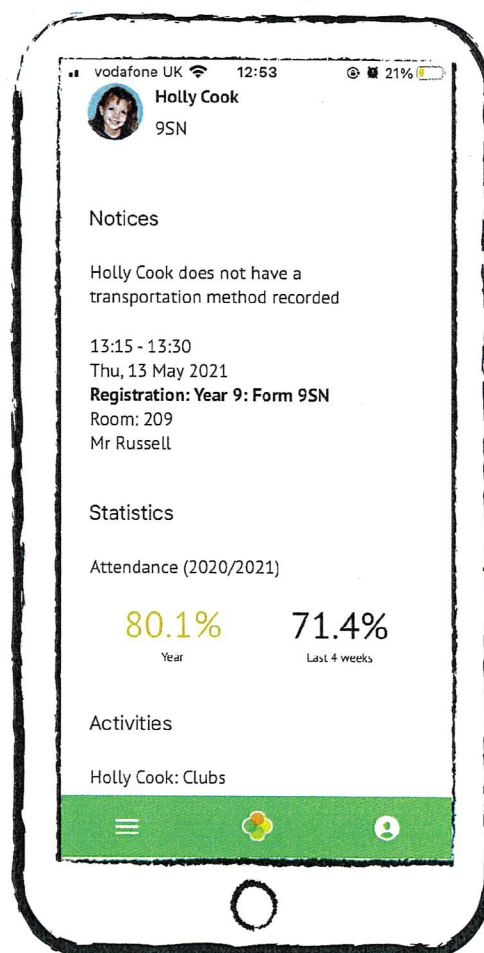 vodafone UK 12:53 21%
Holly Cook
9SN
Notices
Holly Cook does not have a
transportation method recorded
13:15 - 13:30
Thu, 13 May 2021
Registration: Year 9: Form 9SN
Room: 209
Mr Russell
Statistics
Attendance (2020/2021)
80.1% 71.4%
Year Last 4 weeks
Activities
Holly Cook: Clubs